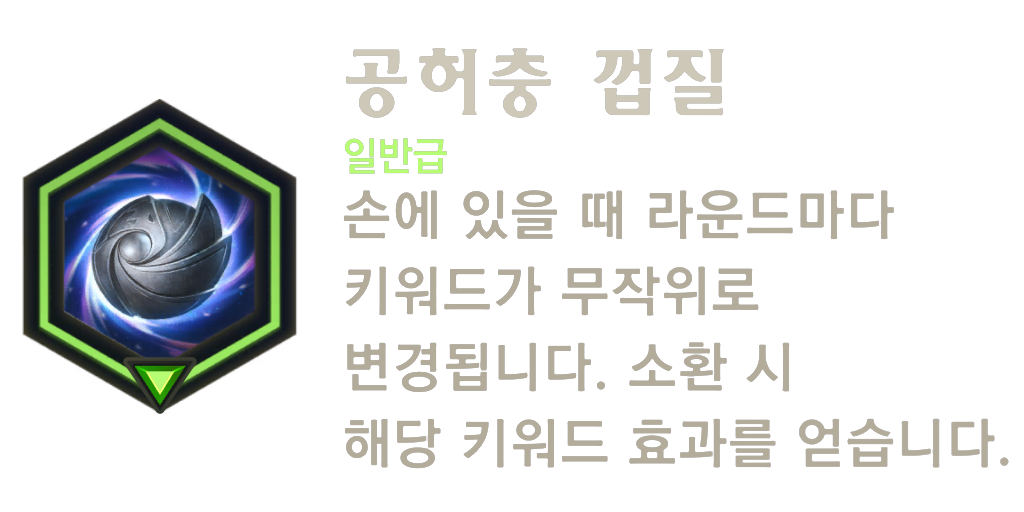 공허충 껍질
일반급
손에 있을 때 라운드마다
키워드가 무작위로
변경됩니다. 소환 시
해당 키워드 효과를 얻습니다.